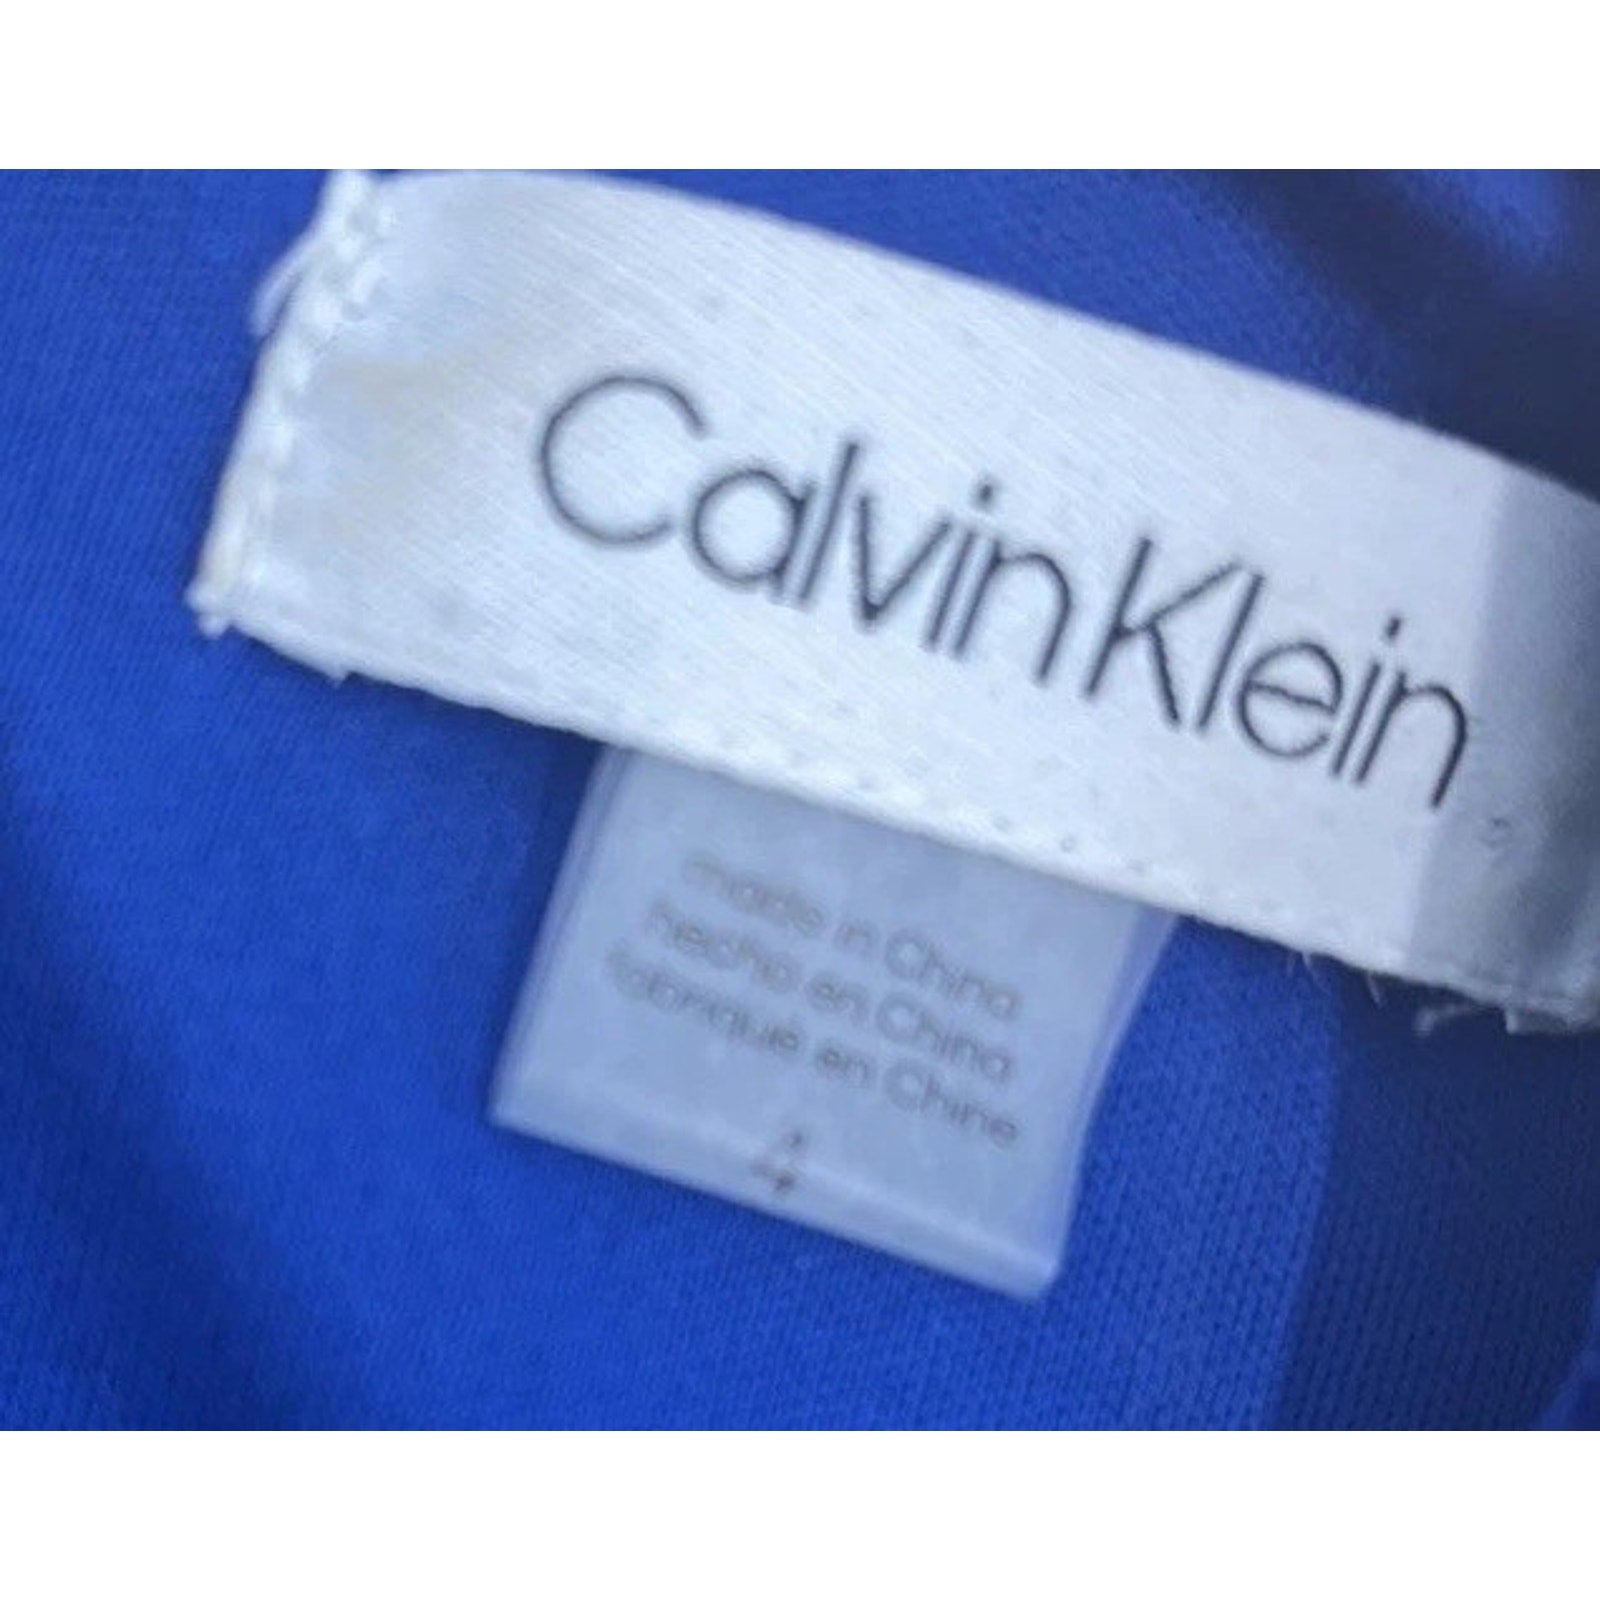 Calvin Klein
made in China
hecho en China
fabriqué en Chine
4